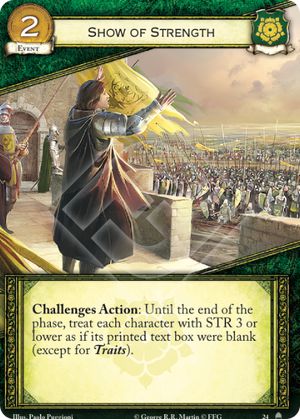 2
SHOW OF STRENGTH
EVENT
Challenges Action: Until the end of the
phase, treat each character with STR 3 or
lower as if its printed text box were blank
(except for Traits).
Illus. Paolo Puggioni
© George R.R. Martin © FFG
24